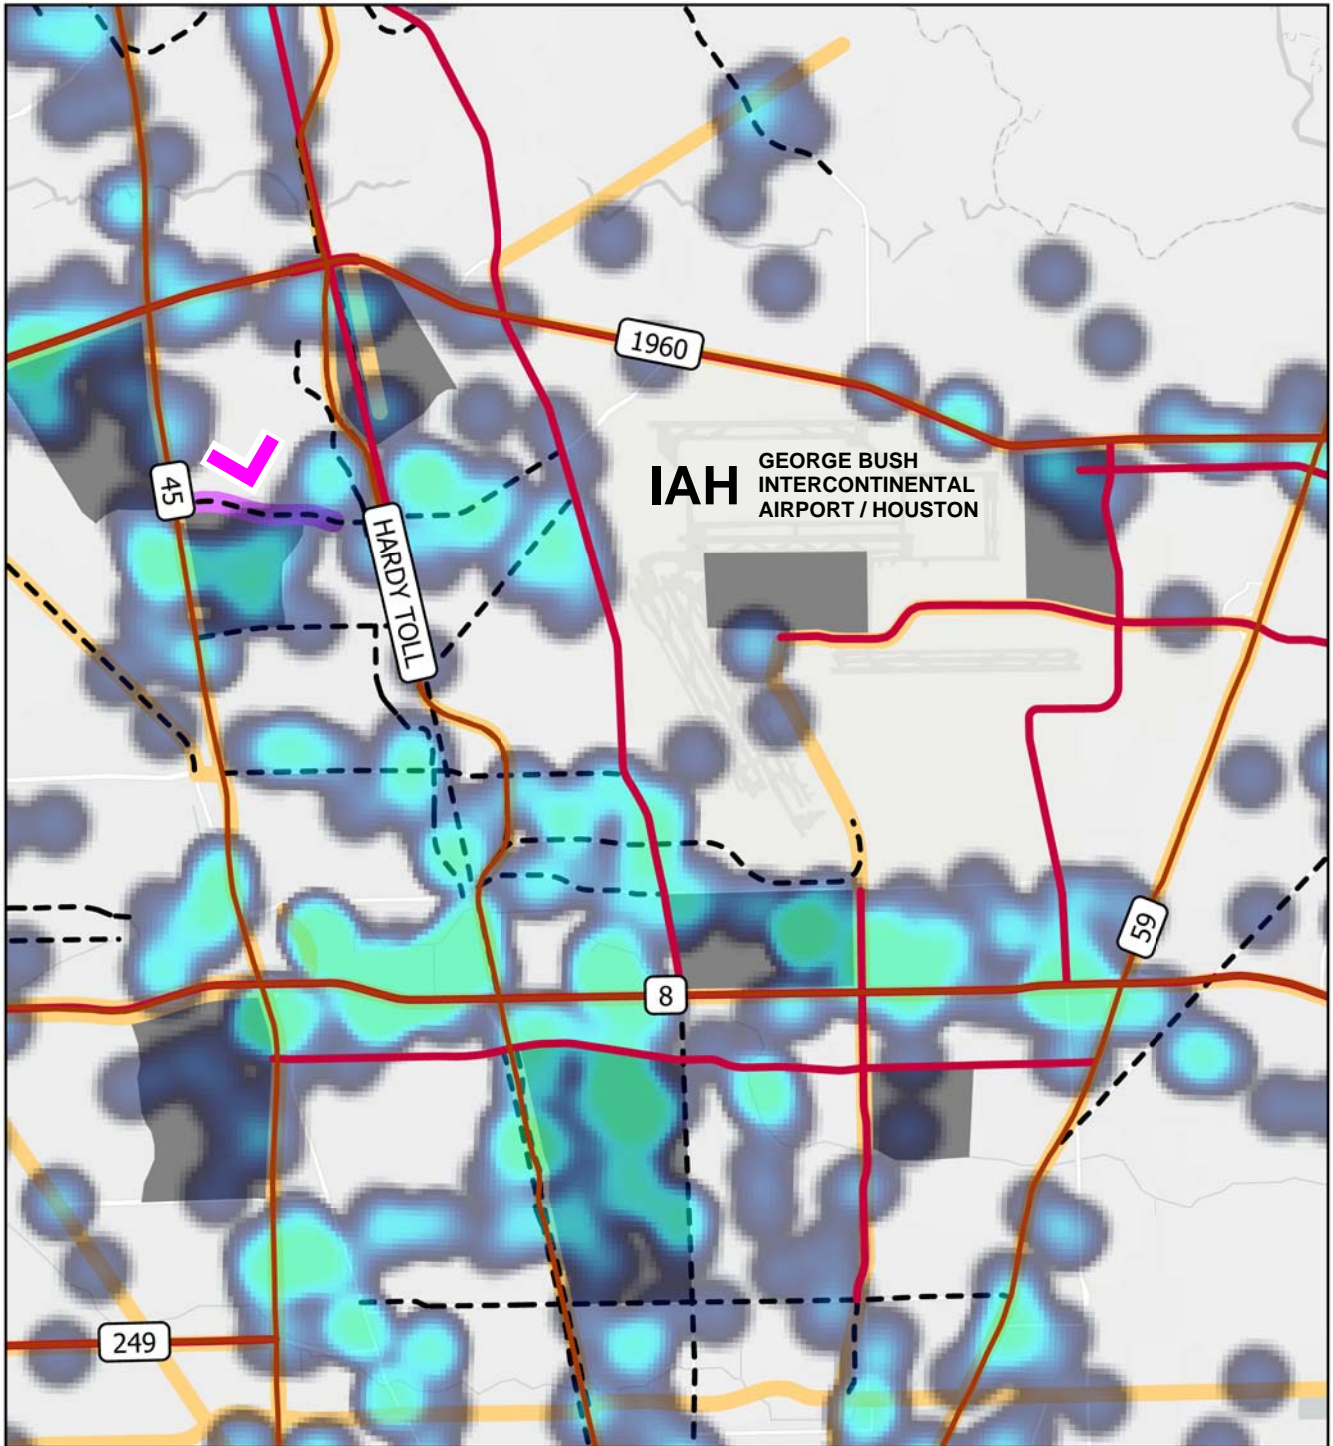 1960
IAH
GEORGE BUSH
INTERCONTINENTAL
AIRPORT / HOUSTON
45
HARDY TOLL
59
8
249